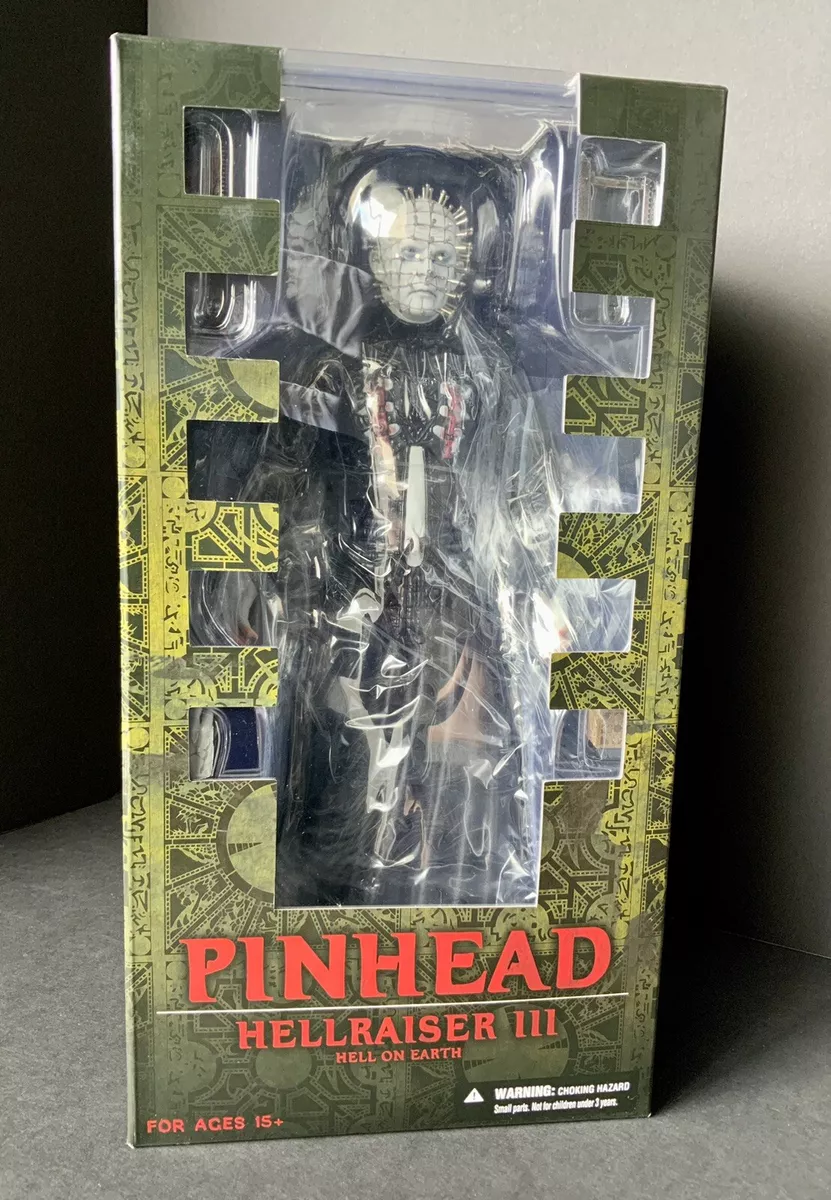 PINHEAD
HELLRAISER III
HELL ON EARTH
WARNING: CHOKING HAZARD
Small parts. Not for children under 3 years.
FOR AGES 15+